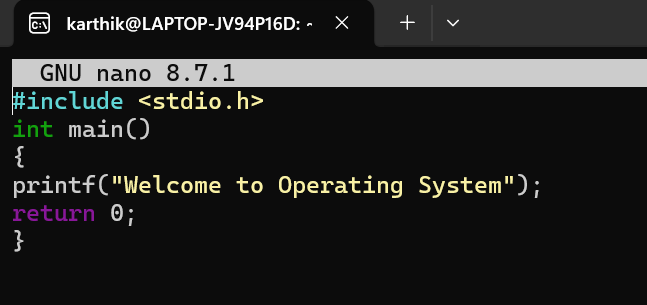 karthik@LAPTOP-JV94P16D: ~
GNU nano 8.7.1
#include <stdio.h>
int main()
{
printf("Welcome to Operating System");
return 0;
}